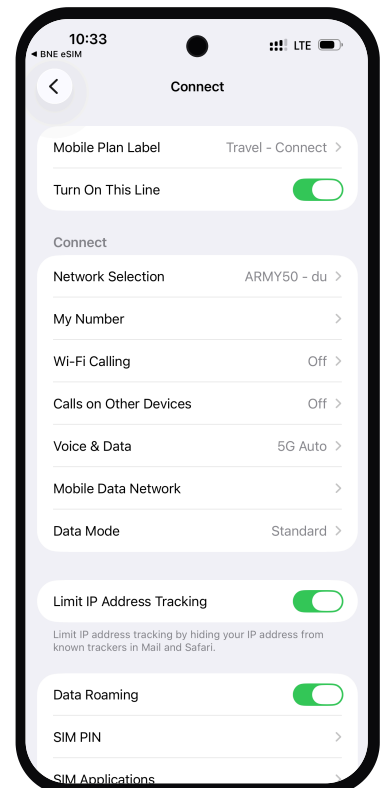 10:33
LTE
◀ BNE eSIM
Connect
Mobile Plan Label Travel - Connect
Turn On This Line
Connect
Network Selection ARMY50 - du
My Number
Wi-Fi Calling Off
Calls on Other Devices Off
Voice & Data 5G Auto
Mobile Data Network
Data Mode Standard
Limit IP Address Tracking
Limit IP address tracking by hiding your IP address from
known trackers in Mail and Safari.
Data Roaming
SIM PIN
SIM Applications